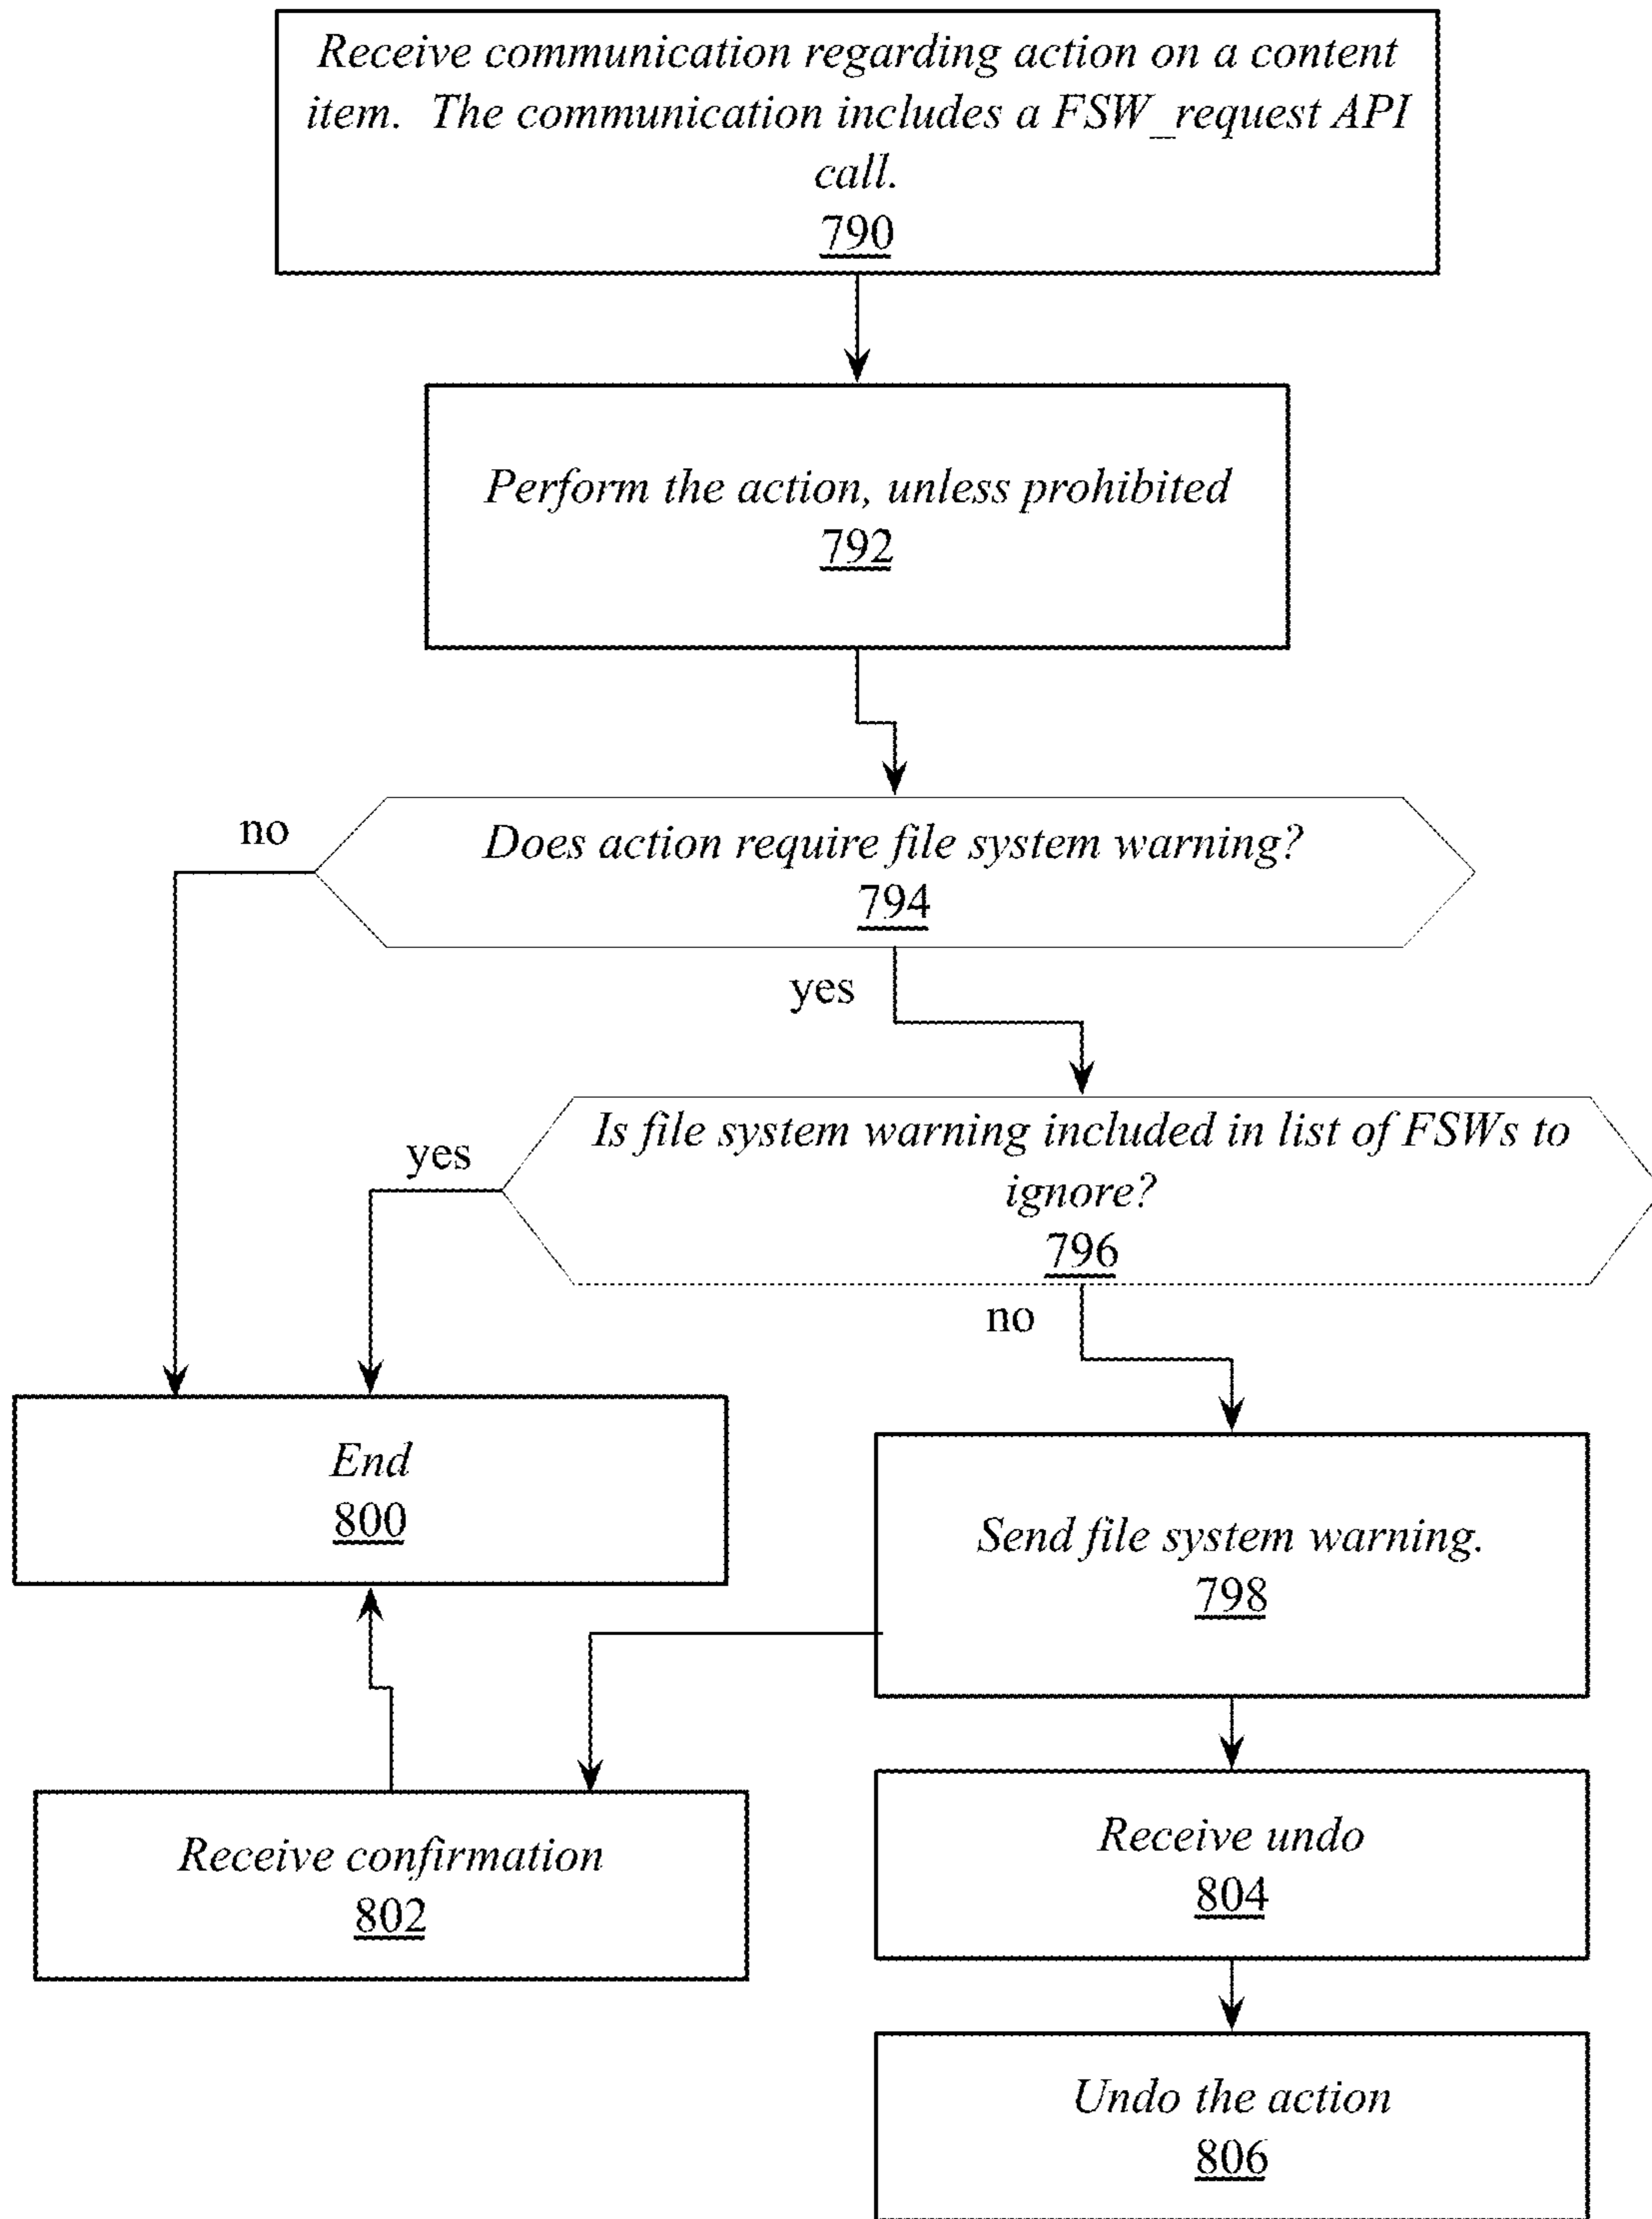 Receive communication regarding action on a content
item. The communication includes a FSW_request API
call.
790
Perform the action, unless prohibited
792
no
Does action require file system warning?
794
yes
Is file system warning included in list of FSWs to
ignore?
796
yes
no
End
800
Send file system warning.
798
Receive confirmation
802
Receive undo
804
Undo the action
806